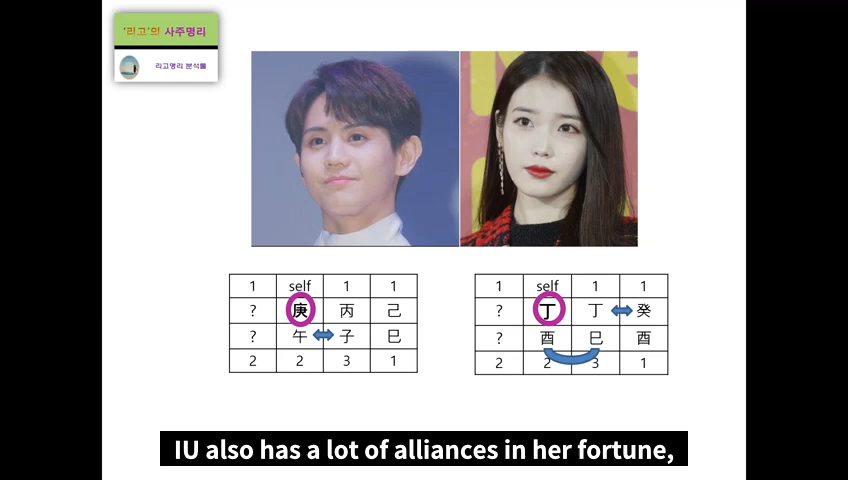 '리고'의 사주명리
리고명리 분석툴
1 self 1 1
? 庚 丙 己
? 午 子 巳
2 2 3 1
1 self 1 1
? 丁 丁 癸
? 酉 巳 酉
2 2 3 1
IU also has a lot of alliances in her fortune,